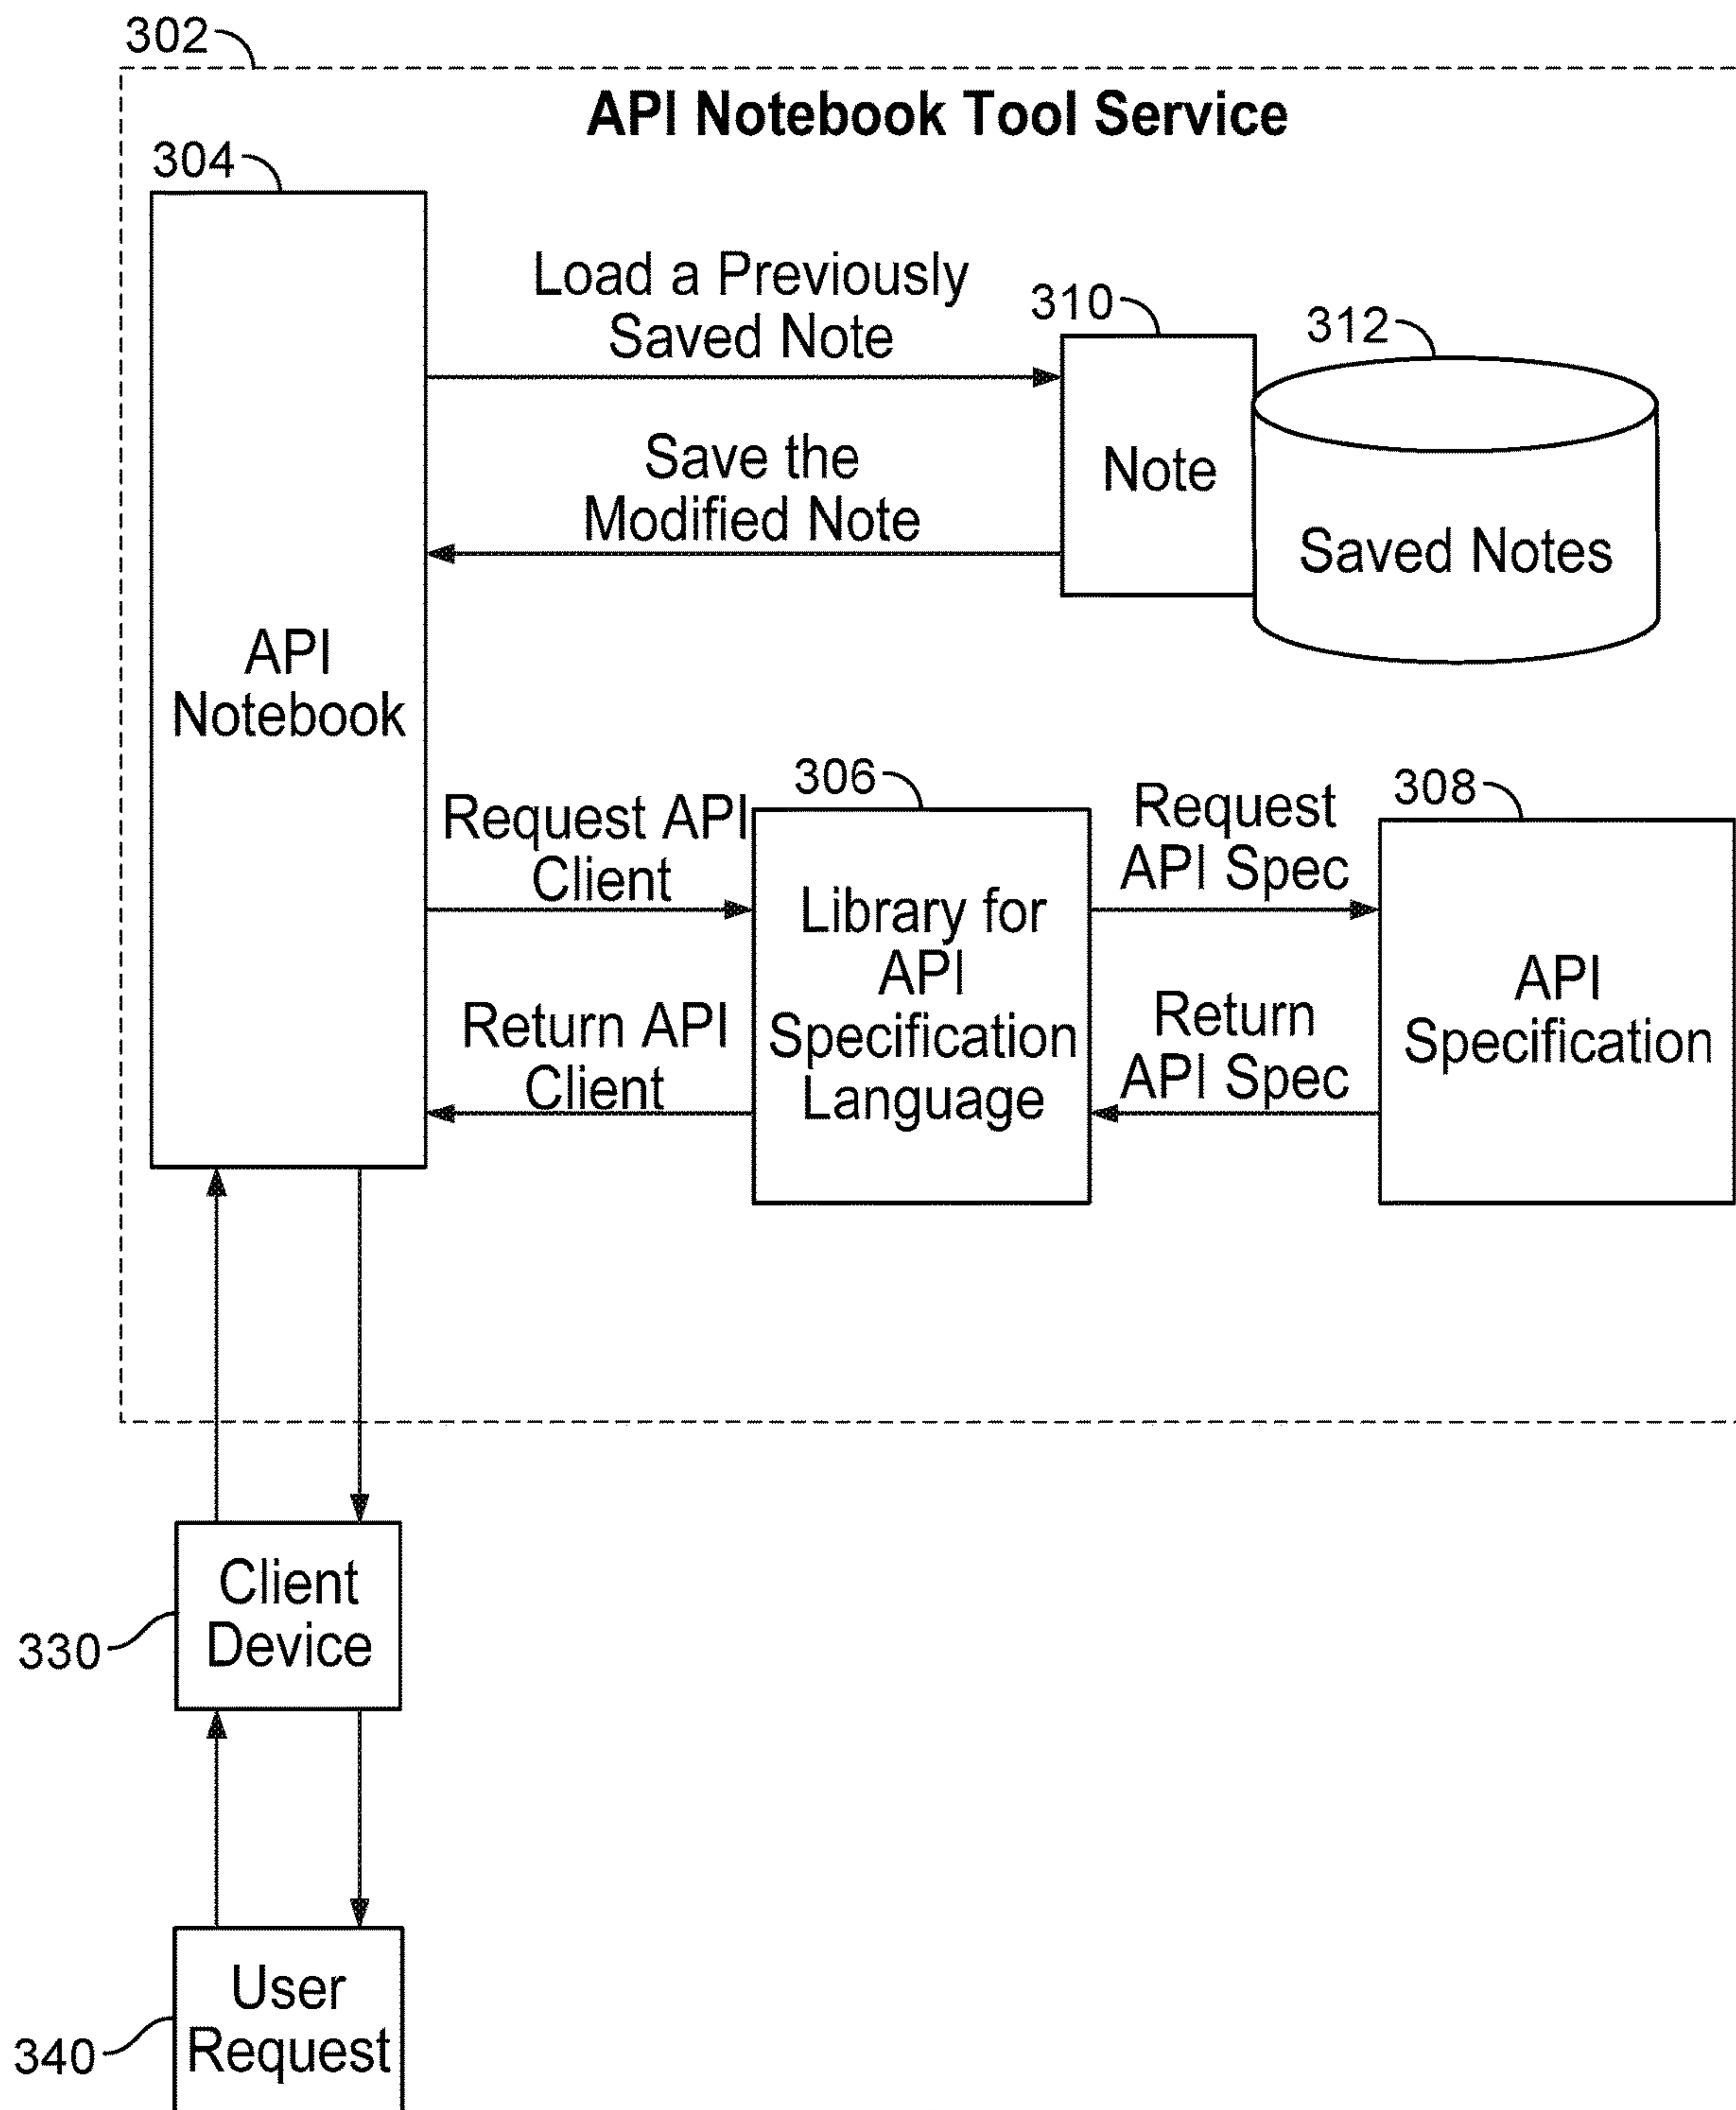 302
API Notebook Tool Service
304
Load a Previously
Saved Note
310
312
Save the
Modified Note
Note
Saved Notes
API
Notebook
306
308
Request API
Client
Request
API Spec
Library for
API
Specification
Language
API
Specification
Return API
Client
Return
API Spec
Client
Device
330
User
Request
340